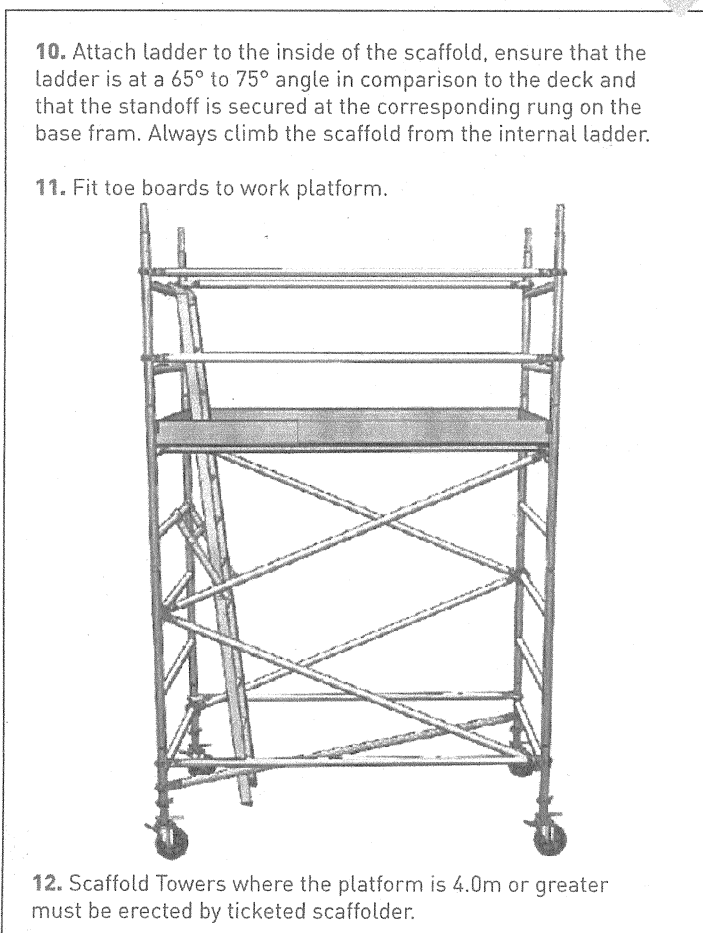 10. Attach ladder to the inside of the scaffold, ensure that the
ladder is at a 65° to 75° angle in comparison to the deck and
that the standoff is secured at the corresponding rung on the
base fram. Always climb the scaffold from the internal ladder.
11. Fit toe boards to work platform.
12. Scaffold Towers where the platform is 4.0m or greater
must be erected by ticketed scaffolder.